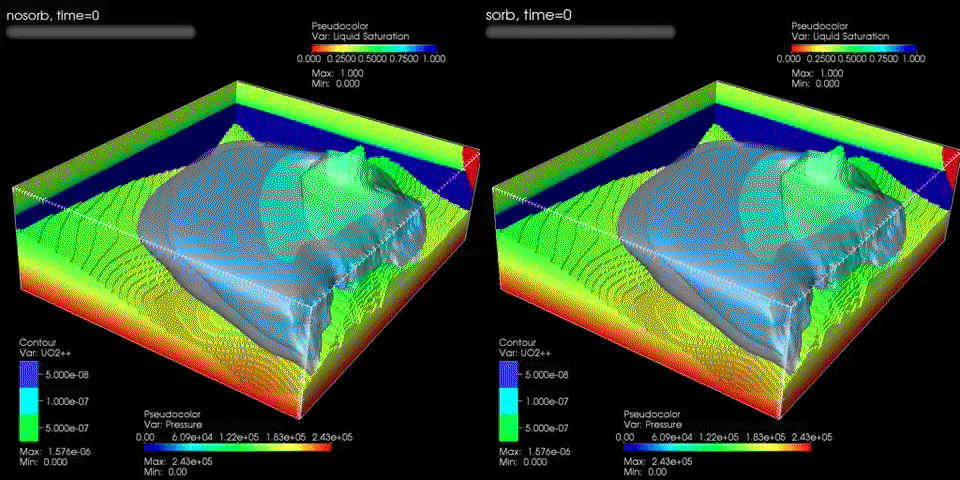 nosorb, time=0
Pseudocolor
Var: Liquid Saturation
0.000 0.2500 0.5000 0.7500 1.000
Max: 1.000
Min: 0.000
Contour
Var: UO2++
5.000e-08
1.000e-07
5.000e-07
Max: 1.576e-06
Min: 0.000
Pseudocolor
Var: Pressure
0.00 6.09e+04 1.22e+05 1.83e+05 2.43e+05
Max: 2.43e+05
Min: 0.00
sorb, time=0
Pseudocolor
Var: Liquid Saturation
0.000 0.2500 0.5000 0.7500 1.000
Max: 1.000
Min: 0.000
Contour
Var: UO2++
5.000e-08
1.000e-07
5.000e-07
Max: 1.576e-06
Min: 0.000
Pseudocolor
Var: Pressure
0.00 6.09e+04 1.22e+05 1.83e+05 2.43e+05
Max: 2.43e+05
Min: 0.00